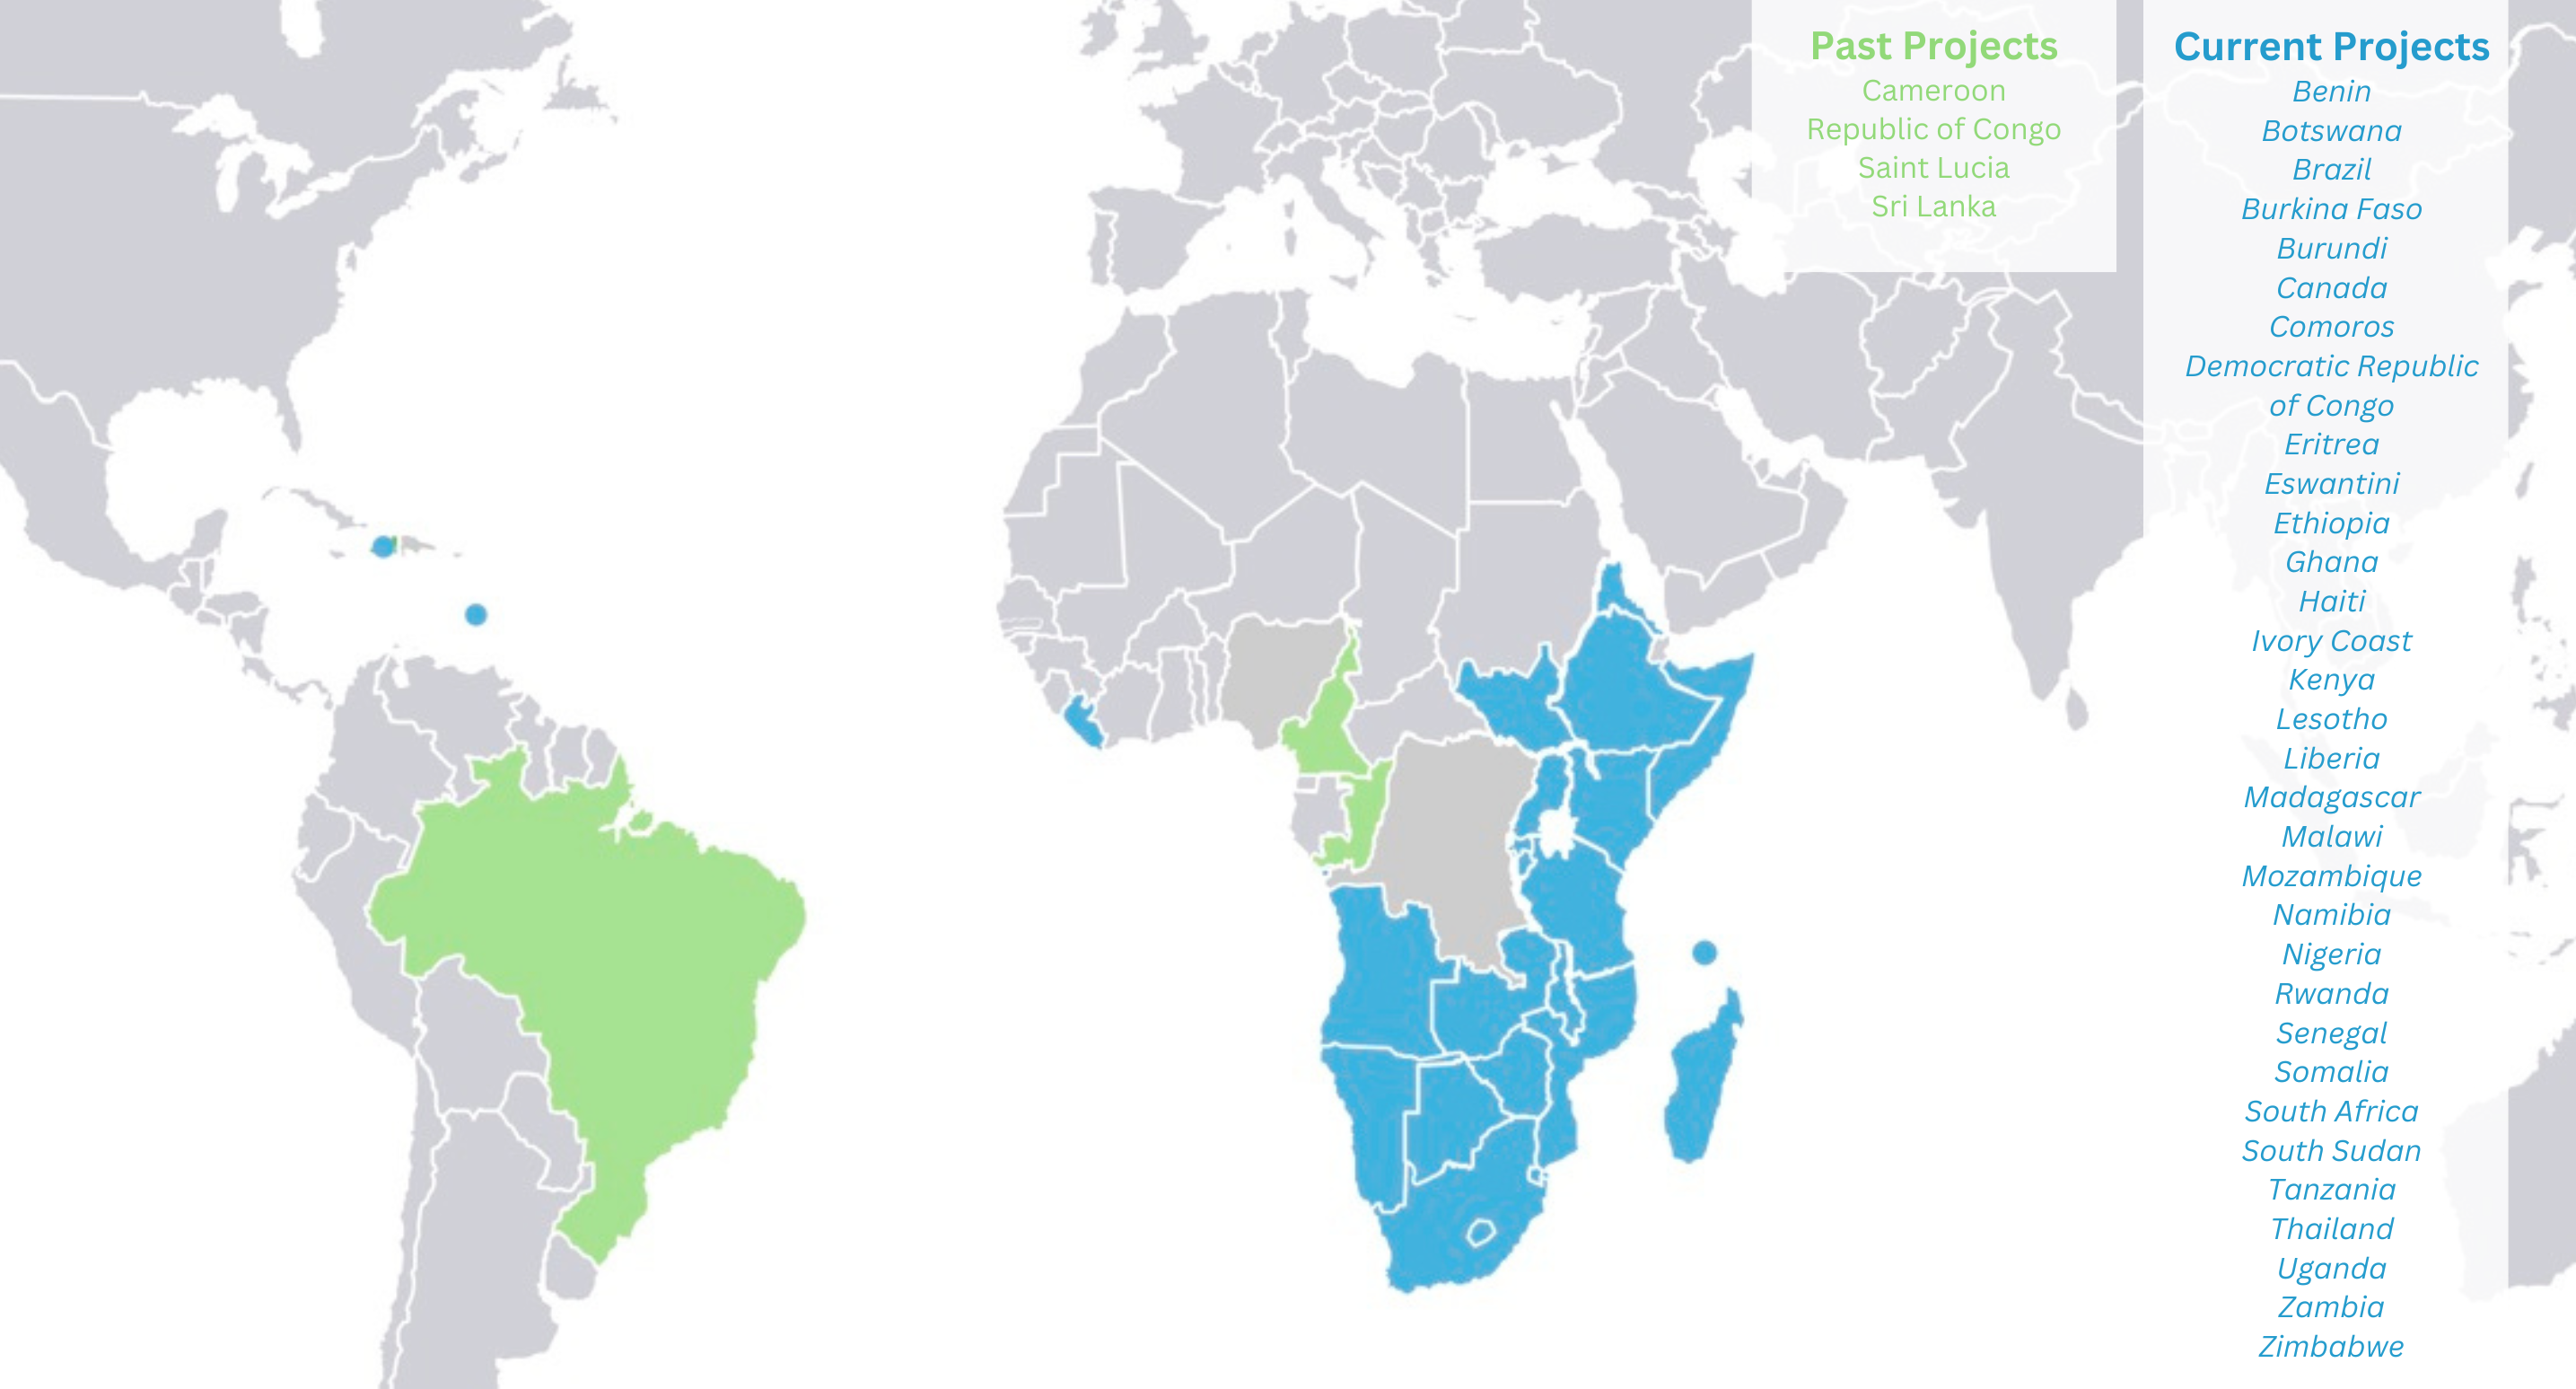 Past Projects
Cameroon
Republic of Congo
Saint Lucia
Sri Lanka
Current Projects
Benin
Botswana
Brazil
Burkina Faso
Burundi
Canada
Comoros
Democratic Republic
of Congo
Eritrea
Eswantini
Ethiopia
Ghana
Haiti
Ivory Coast
Kenya
Lesotho
Liberia
Madagascar
Malawi
Mozambique
Namibia
Nigeria
Rwanda
Senegal
Somalia
South Africa
South Sudan
Tanzania
Thailand
Uganda
Zambia
Zimbabwe